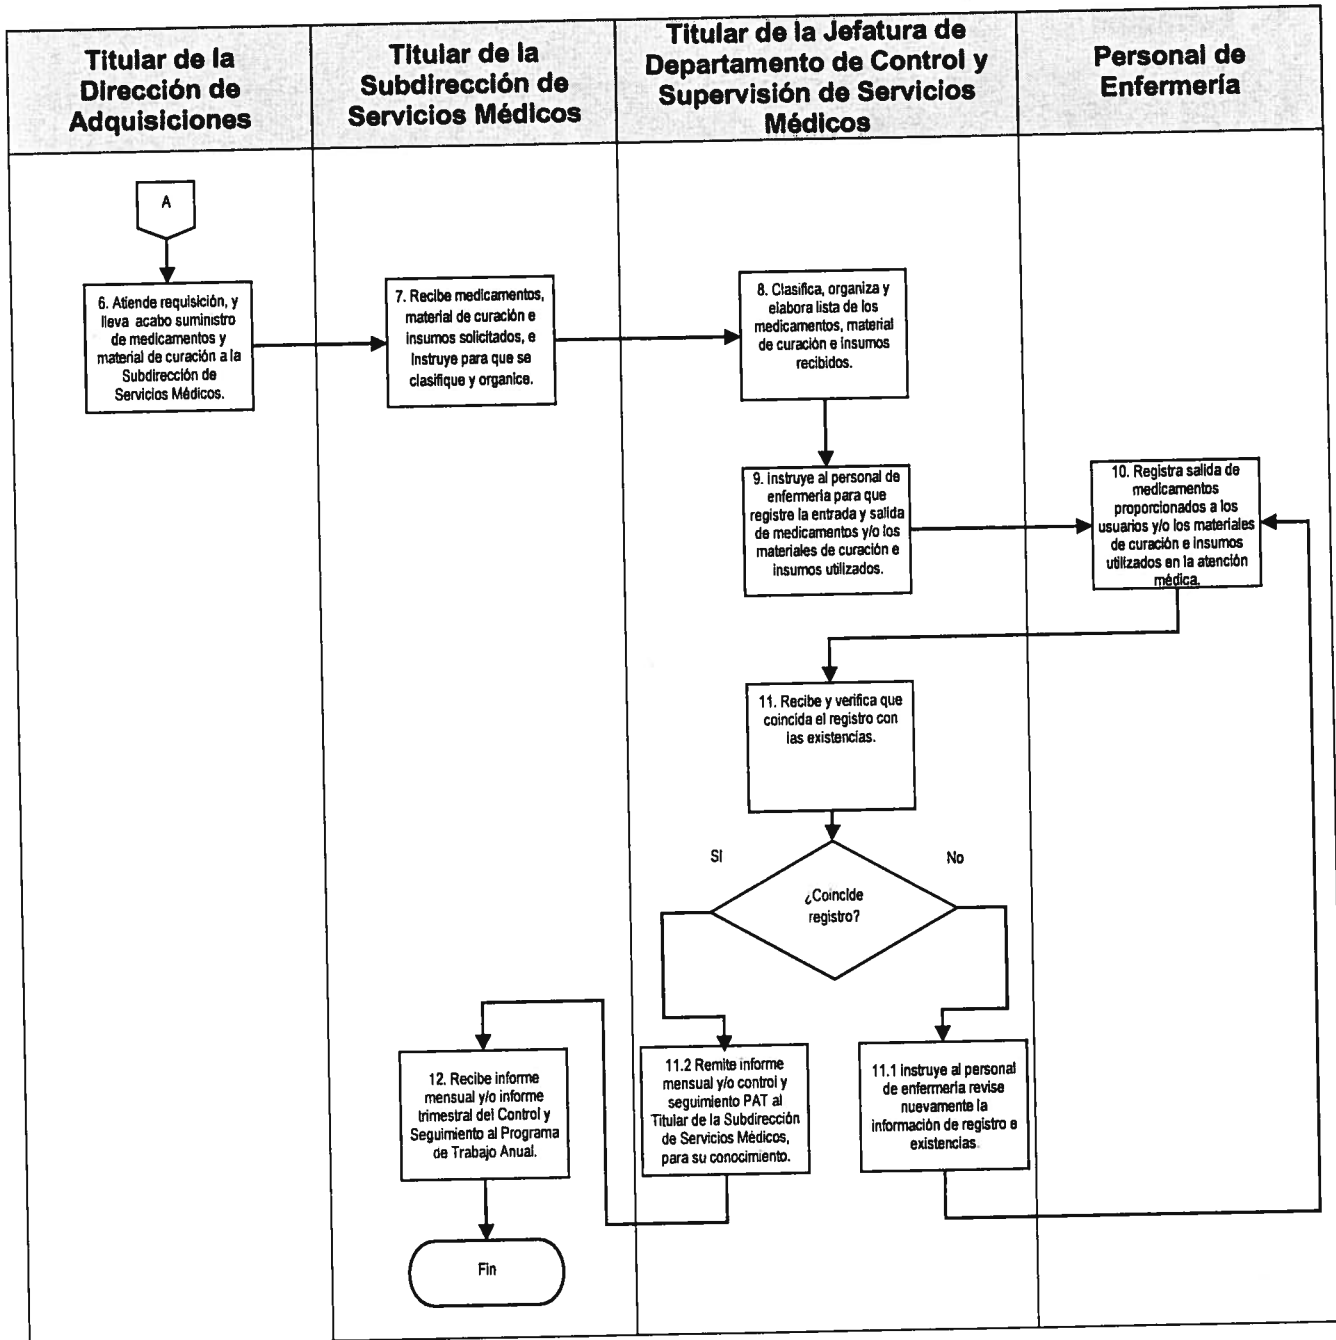 Titular de la
Dirección de
Adquisiciones
Titular de la
Subdirección de
Servicios Médicos
Titular de la Jefatura de
Departamento de Control y
Supervisión de Servicios
Médicos
Personal de
Enfermería
A
6. Atiende requisición, y
lleva acabo suministro
de medicamentos y
material de curación a la
Subdirección de
Servicios Médicos.
7. Recibe medicamentos,
material de curación e
insumos solicitados, e
Instruye para que se
clasifique y organice.
8. Clasifica, organiza y
elabora lista de los
medicamentos, material
de curación e insumos
recibidos.
9. Instruye al personal de
enfermería para que
registre la entrada y salida
de medicamentos y/o los
materiales de curación e
insumos utilizados.
10. Registra salida de
medicamentos
proporcionados a los
usuarios y/o los materiales
de curación e insumos
utilizados en la atención
médica.
11. Recibe y verifica que
coincida el registro con
las existencias.
Si
No
¿Coincide
registro?
12. Recibe informe
mensual y/o informe
trimestral del Control y
Seguimiento al Programa
de Trabajo Anual.
11.2 Remite informe
mensual y/o control y
seguimiento PAT al
Titular de la Subdirección
de Servicios Médicos,
para su conocimiento.
11.1 instruye al personal
de enfermería revise
nuevamente la
información de registro e
existencias.
Fin